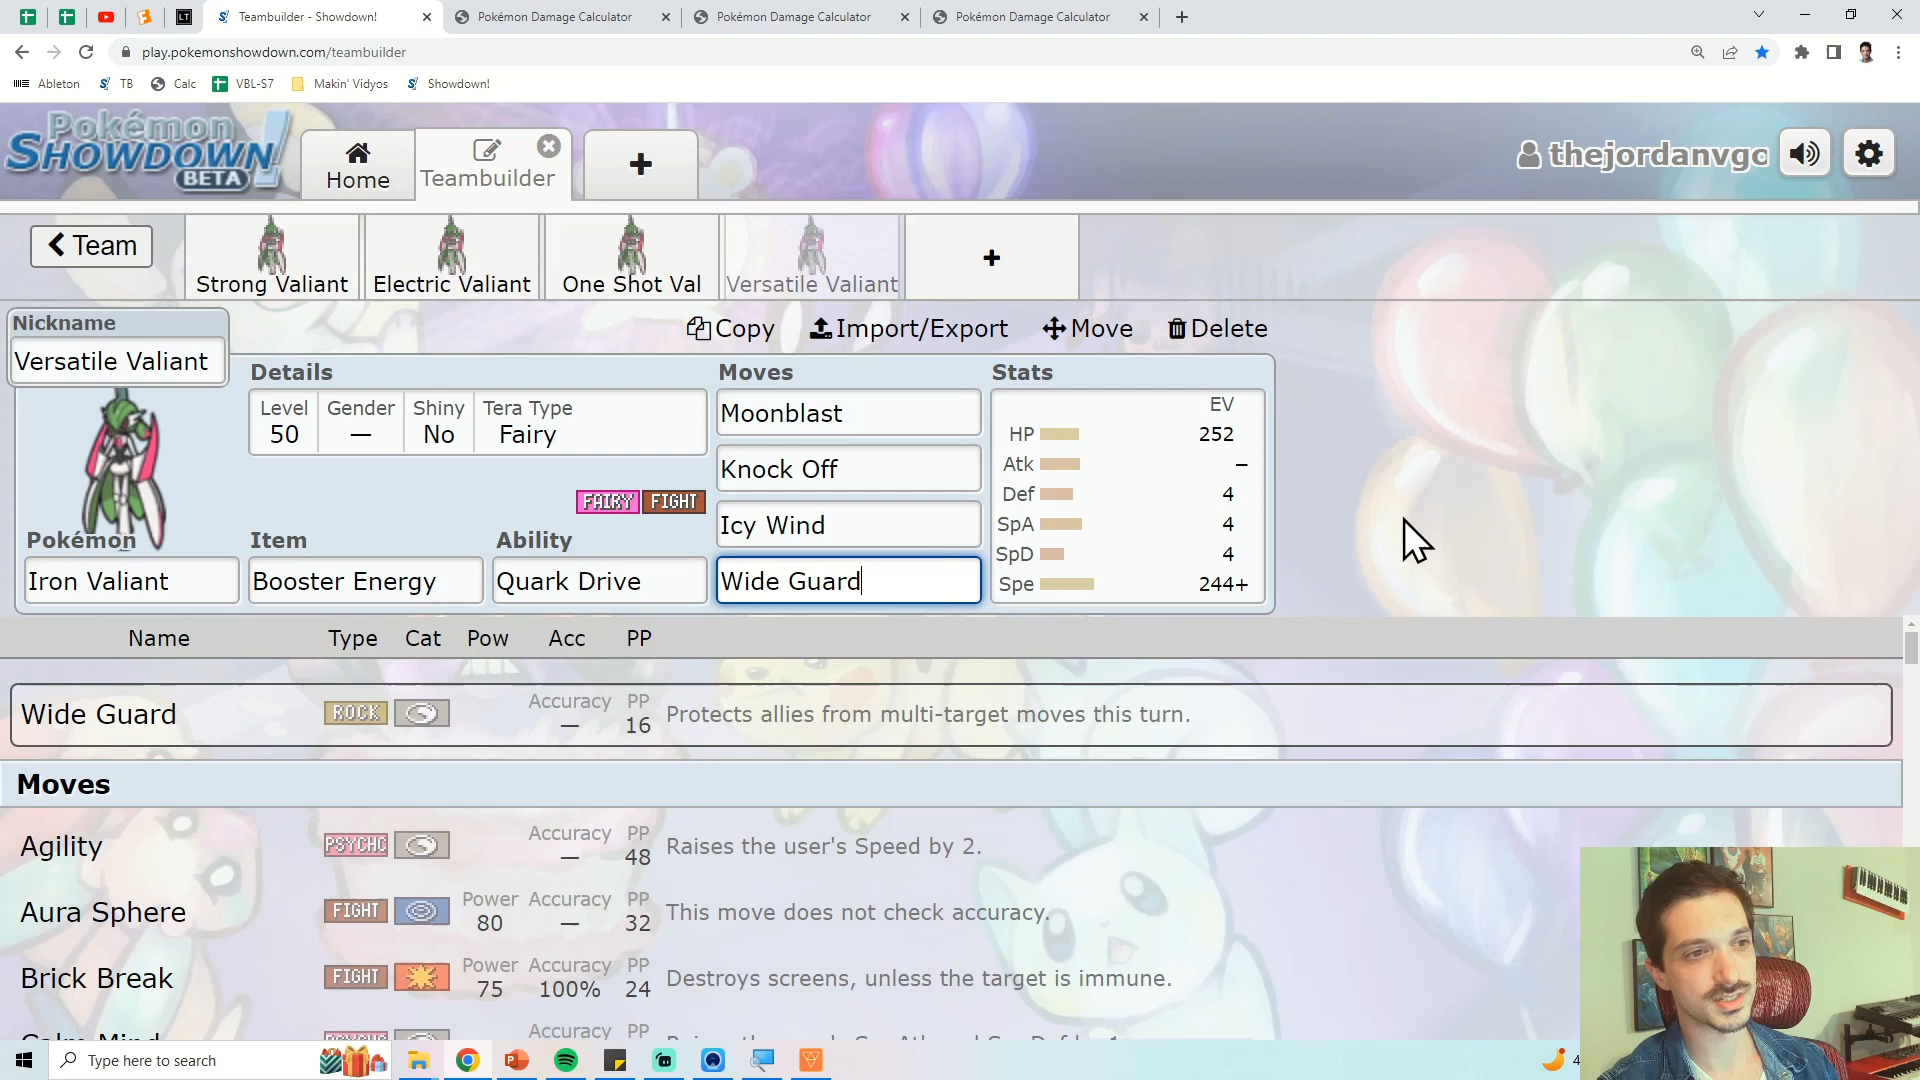 Teambuilder - Showdown!
Pokémon Damage Calculator
Pokémon Damage Calculator
Pokémon Damage Calculator
play.pokemonshowdown.com/teambuilder
Ableton
TB
Calc
VBL-S7
Makin' Vidyos
Showdown!
Pokémon
SHOWDOWN!
BETA
Home
Teambuilder
thejordanvgc
Team
Strong Valiant
Electric Valiant
One Shot Val
Versatile Valiant
Nickname
Versatile Valiant
Copy
Import/Export
Move
Delete
Details
Moves
Stats
Level
50
Gender
—
Shiny
No
Tera Type
Fairy
Moonblast
Knock Off
Icy Wind
Wide Guard
EV
HP 252
Atk –
Def 4
SpA 4
SpD 4
Spe 244+
FAIRY FIGHT
Pokémon
Iron Valiant
Item
Booster Energy
Ability
Quark Drive
Name Type Cat Pow Acc PP
Wide Guard ROCK Accuracy — PP 16 Protects allies from multi-target moves this turn.
Moves
Agility PSYCHC Accuracy — PP 48 Raises the user's Speed by 2.
Aura Sphere FIGHT Power 80 Accuracy — PP 32 This move does not check accuracy.
Brick Break FIGHT Power 75 Accuracy 100% PP 24 Destroys screens, unless the target is immune.
Calm Mind Accuracy PP
Type here to search
4